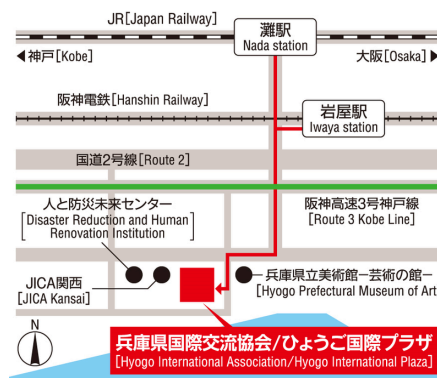 JR[Japan Railway]
灘駅
Nada station
神戸[Kobe]
大阪[Osaka]
阪神電鉄[Hanshin Railway]
岩屋駅
Iwaya station
国道2号線[Route 2]
人と防災未来センター
[Disaster Reduction and Human
Renovation Institution]
阪神高速3号神戸線
[Route 3 Kobe Line]
JICA関西
[JICA Kansai]
兵庫県立美術館−芸術の館−
[Hyogo Prefectural Museum of Art]
N
兵庫県国際交流協会/ひょうご国際プラザ
[Hyogo International Association/Hyogo International Plaza]